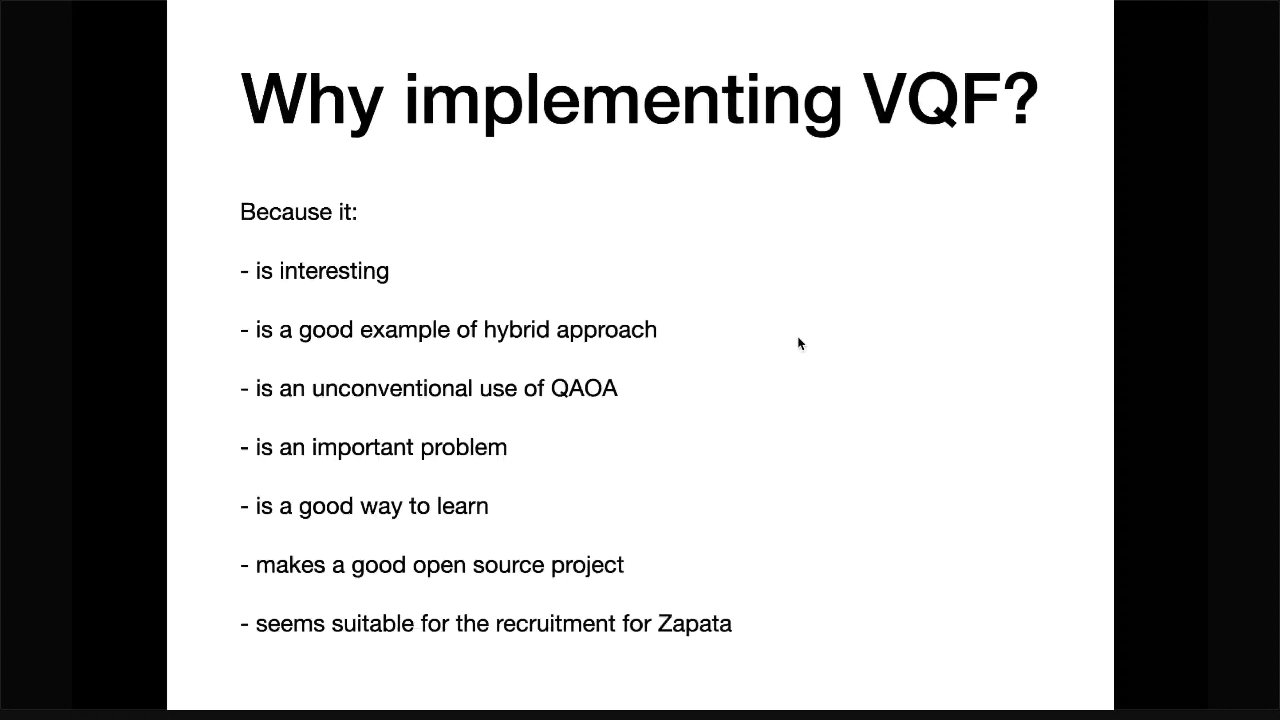 Why implementing VQF?
Because it:
- is interesting
- is a good example of hybrid approach
- is an unconventional use of QAOA
- is an important problem
- is a good way to learn
- makes a good open source project
- seems suitable for the recruitment for Zapata